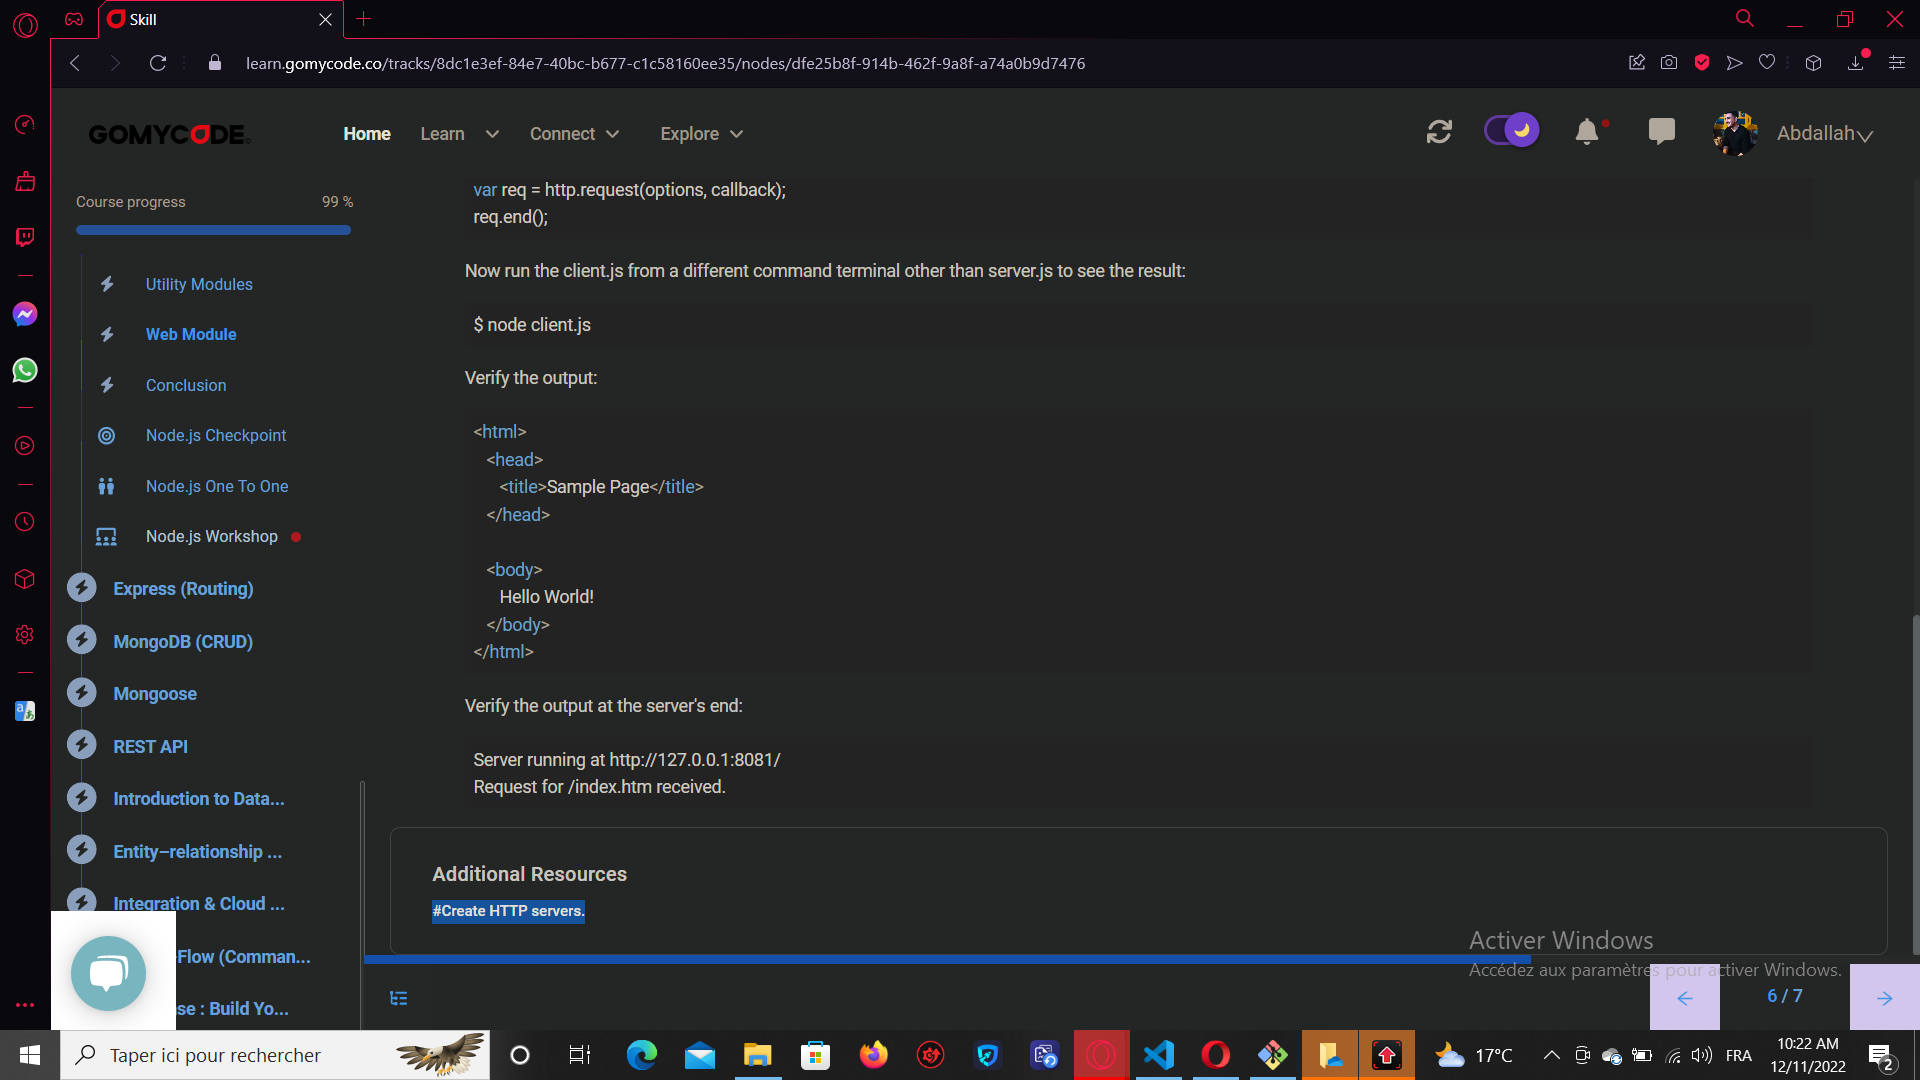 Skill
learn.gomycode.co/tracks/8dc1e3ef-84e7-40bc-b677-c1c58160ee35/nodes/dfe25b8f-914b-462f-9a8f-a74a0b9d7476
GOMYCODE
Home
Learn
Connect
Explore
Abdallah
Course progress
99 %
Utility Modules
Web Module
Conclusion
Node.js Checkpoint
Node.js One To One
Node.js Workshop
Express (Routing)
MongoDB (CRUD)
Mongoose
REST API
Introduction to Data...
Entity–relationship ...
Integration & Cloud ...
-Flow (Comman...
se : Build Yo...
var req = http.request(options, callback);
req.end();
Now run the client.js from a different command terminal other than server.js to see the result:
$ node client.js
Verify the output:
<html>
<head>
<title>Sample Page</title>
</head>
<body>
Hello World!
</body>
</html>
Verify the output at the server's end:
Server running at http://127.0.0.1:8081/
Request for /index.htm received.
Additional Resources
#Create HTTP servers.
Activer Windows
Accédez aux paramètres pour activer Windows.
6 / 7
Taper ici pour rechercher
17°C
FRA
10:22 AM
12/11/2022
2